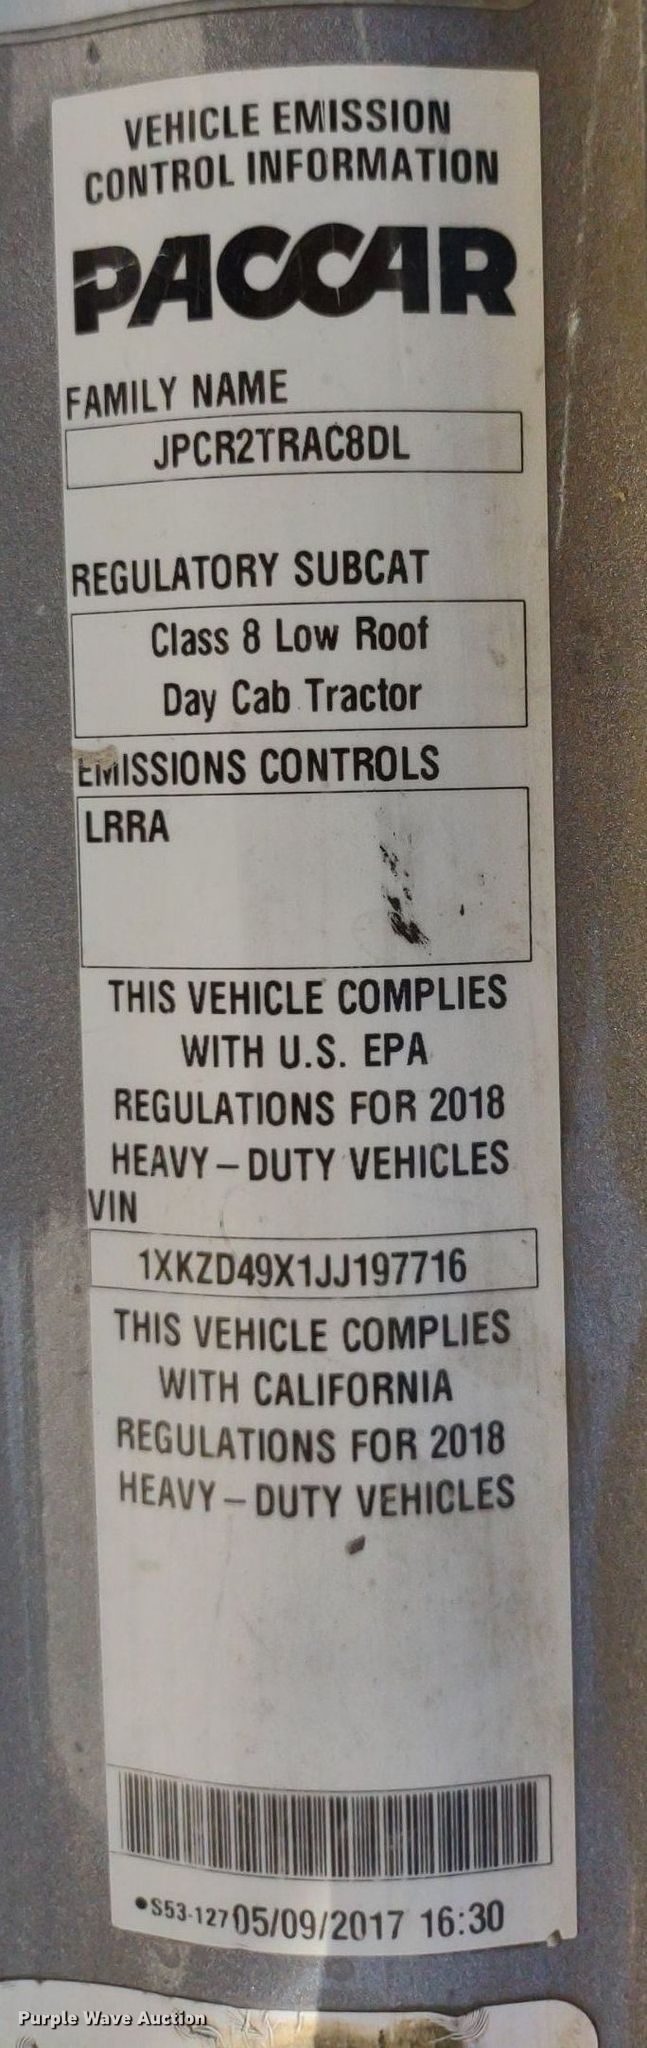 VEHICLE EMISSION
CONTROL INFORMATION
PACCAR
FAMILY NAME
JPCR2TRAC8DL
REGULATORY SUBCAT
Class 8 Low Roof
Day Cab Tractor
EMISSIONS CONTROLS
LRRA
THIS VEHICLE COMPLIES
WITH U.S. EPA
REGULATIONS FOR 2018
HEAVY–DUTY VEHICLES
VIN
1XKZD49X1JJ197716
THIS VEHICLE COMPLIES
WITH CALIFORNIA
REGULATIONS FOR 2018
HEAVY–DUTY VEHICLES
•S53-127 05/09/2017 16:30
Purple Wave Auction